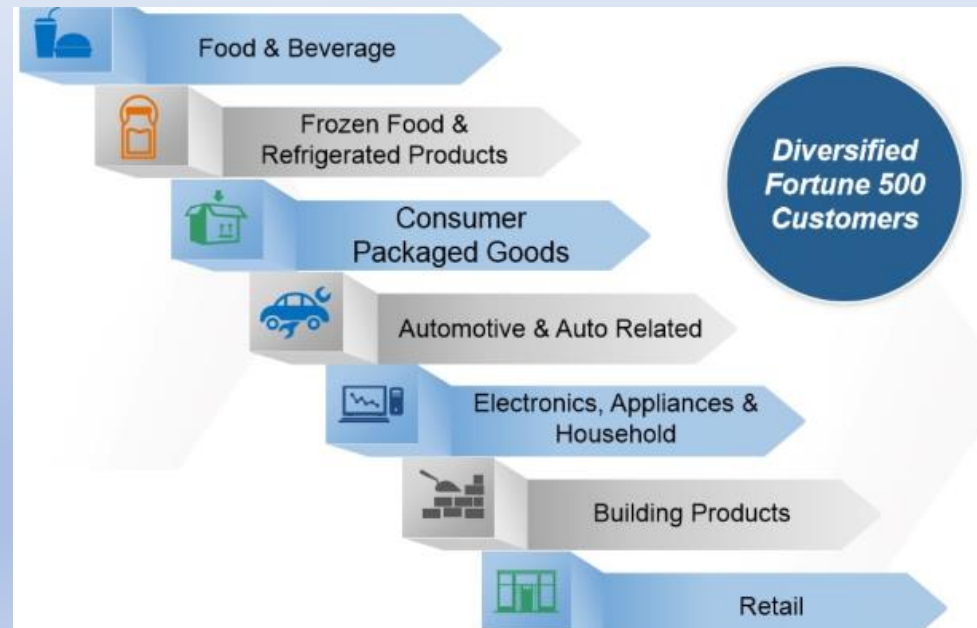 Food & Beverage
Frozen Food &
Refrigerated Products
Diversified
Fortune 500
Customers
Consumer
Packaged Goods
Automotive & Auto Related
Electronics, Appliances &
Household
Building Products
Retail